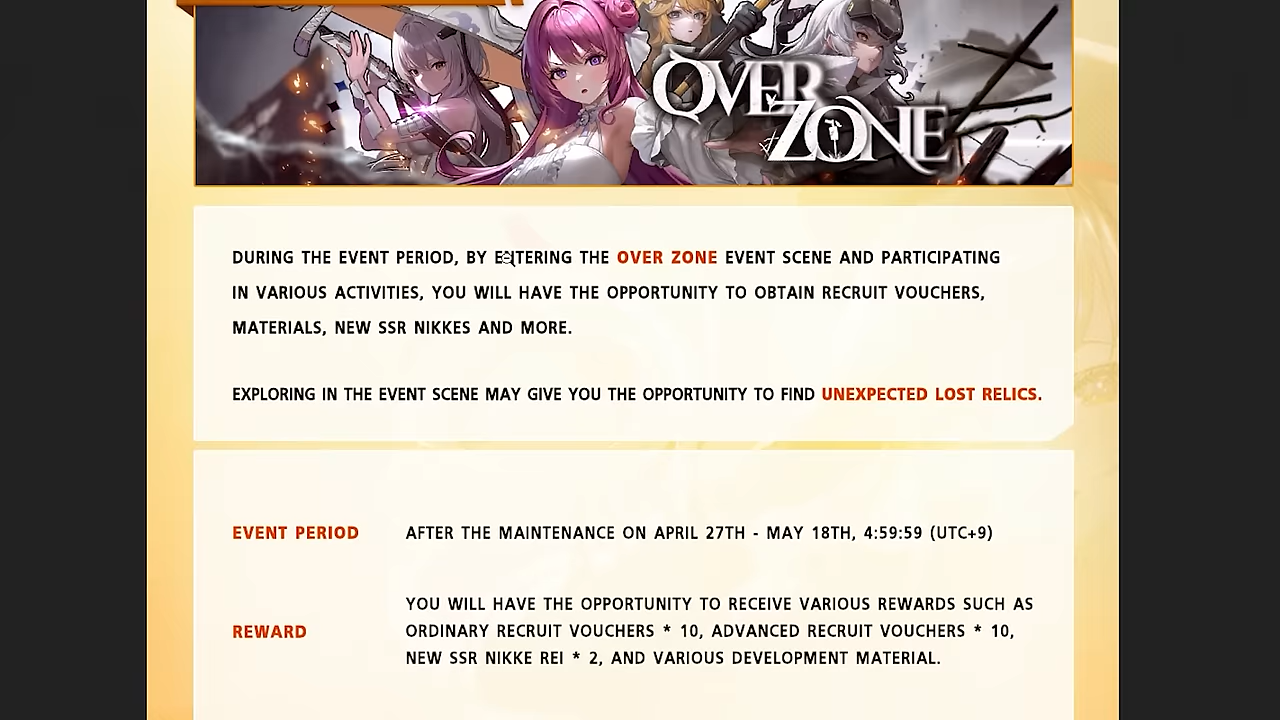 OVER
ZONE
DURING THE EVENT PERIOD, BY ENTERING THE OVER ZONE EVENT SCENE AND PARTICIPATING
IN VARIOUS ACTIVITIES, YOU WILL HAVE THE OPPORTUNITY TO OBTAIN RECRUIT VOUCHERS,
MATERIALS, NEW SSR NIKKES AND MORE.
EXPLORING IN THE EVENT SCENE MAY GIVE YOU THE OPPORTUNITY TO FIND UNEXPECTED LOST RELICS.
EVENT PERIOD AFTER THE MAINTENANCE ON APRIL 27TH - MAY 18TH, 4:59:59 (UTC+9)
REWARD
YOU WILL HAVE THE OPPORTUNITY TO RECEIVE VARIOUS REWARDS SUCH AS
ORDINARY RECRUIT VOUCHERS * 10, ADVANCED RECRUIT VOUCHERS * 10,
NEW SSR NIKKE REI * 2, AND VARIOUS DEVELOPMENT MATERIAL.